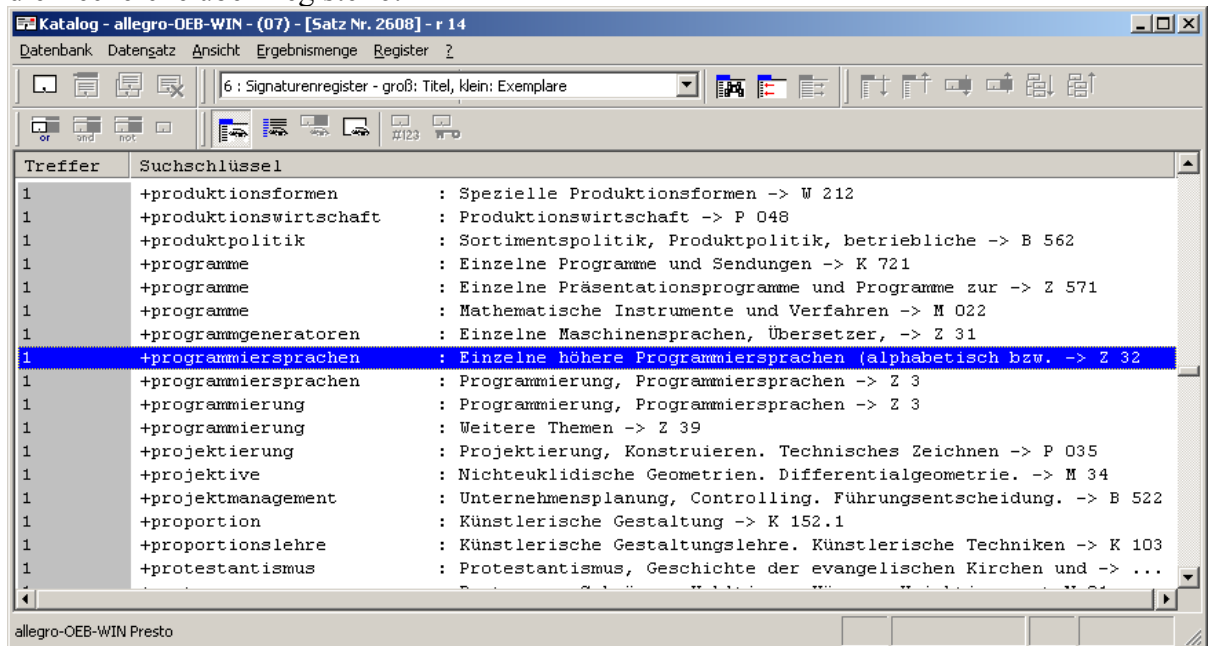 Katalog - allegro-OEB-WIN - (07) - [Satz Nr. 2608] - r 14
Datenbank Datensatz Ansicht Ergebnismenge Register ?
6 : Signaturenregister - groß: Titel, klein: Exemplare
or and not #123
Treffer Suchschlüssel
1 +produktionsformen : Spezielle Produktionsformen -> W 212
1 +produktionswirtschaft : Produktionswirtschaft -> P 048
1 +produktpolitik : Sortimentspolitik, Produktpolitik, betriebliche -> B 562
1 +programme : Einzelne Programme und Sendungen -> K 721
1 +programme : Einzelne Präsentationsprogramme und Programme zur -> Z 571
1 +programme : Mathematische Instrumente und Verfahren -> M 022
1 +programmgeneratoren : Einzelne Maschinensprachen, Übersetzer, -> Z 31
1 +programmiersprachen : Einzelne höhere Programmiersprachen (alphabetisch bzw. -> Z 32
1 +programmiersprachen : Programmierung, Programmiersprachen -> Z 3
1 +programmierung : Programmierung, Programmiersprachen -> Z 3
1 +programmierung : Weitere Themen -> Z 39
1 +projektierung : Projektierung, Konstruieren. Technisches Zeichnen -> P 035
1 +projektive : Nichteuklidische Geometrien. Differentialgeometrie. -> M 34
1 +projektmanagement : Unternehmensplanung, Controlling. Führungsentscheidung. -> B 522
1 +proportion : Künstlerische Gestaltung -> K 152.1
1 +proportionslehre : Künstlerische Gestaltungslehre. Künstlerische Techniken -> K 103
1 +protestantismus : Protestantismus, Geschichte der evangelischen Kirchen und -> ...
allegro-OEB-WIN Presto